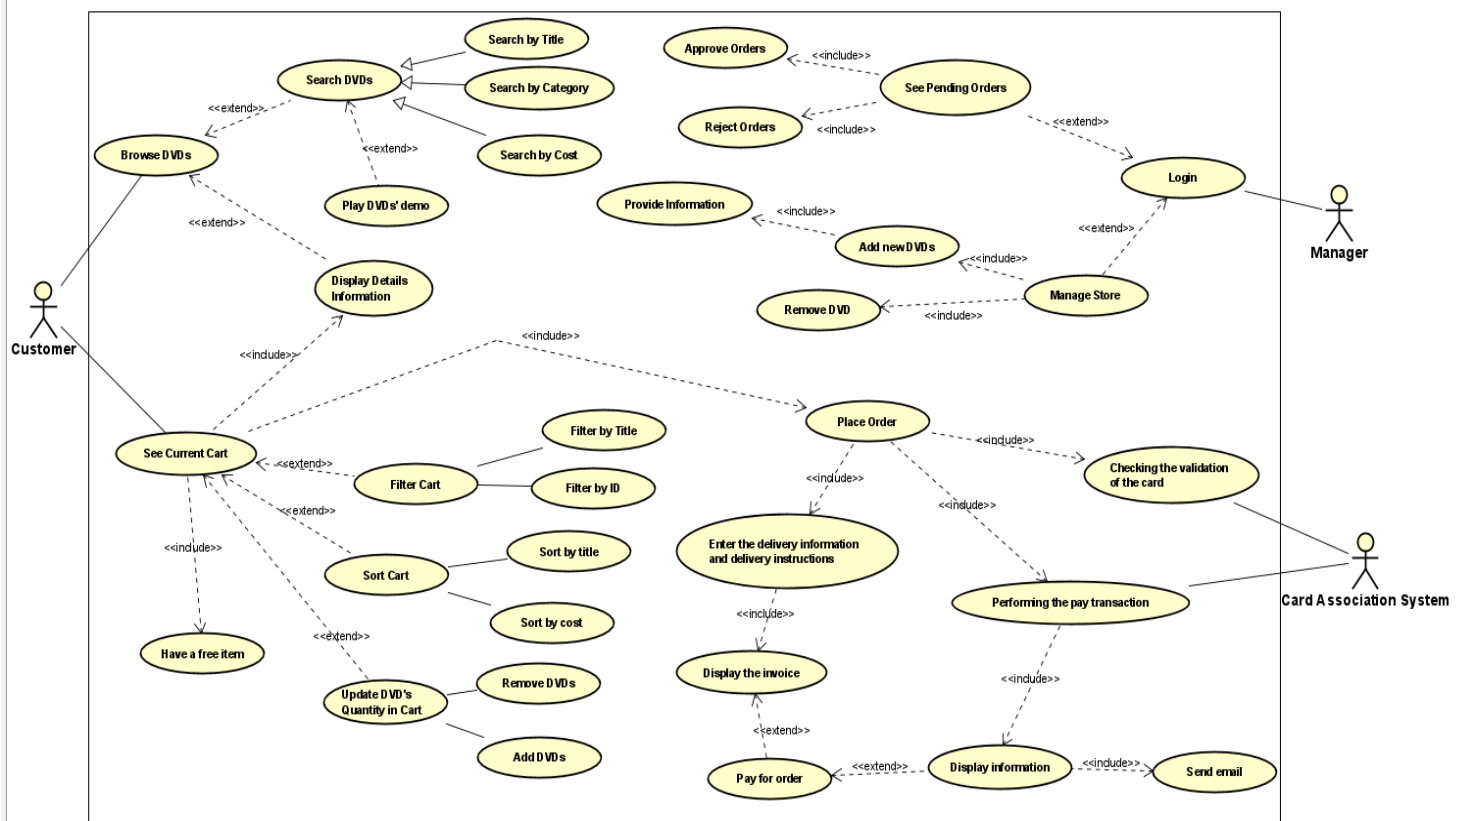 Search by Title
Approve Orders
<<include>>
Search DVDs
Search by Category
See Pending Orders
<<extend>>
<<extend>>
Reject Orders
<<include>>
Browse DVDs
<<extend>>
Search by Cost
Login
Play DVDs' demo
Provide Information
<<include>>
<<extend>>
<<extend>>
Add new DVDs
Manager
<<include>>
Display Details
Information
Manage Store
Remove DVD
<<include>>
Customer
<<include>>
<<include>>
Place Order
Filter by Title
<<include>>
See Current Cart
<<extend>>
Filter Cart
Filter by ID
<<include>>
Checking the validation
of the card
<<extend>>
<<include>>
Enter the delivery information
and delivery instructions
<<include>>
Sort by title
Sort Cart
Performing the pay transaction
Card Association System
<<include>>
Sort by cost
<<extend>>
Have a free item
Display the invoice
<<include>>
Remove DVDs
Update DVD's
Quantity in Cart
<<extend>>
Add DVDs
Pay for order
<<extend>>
Display information
<<include>>
Send email